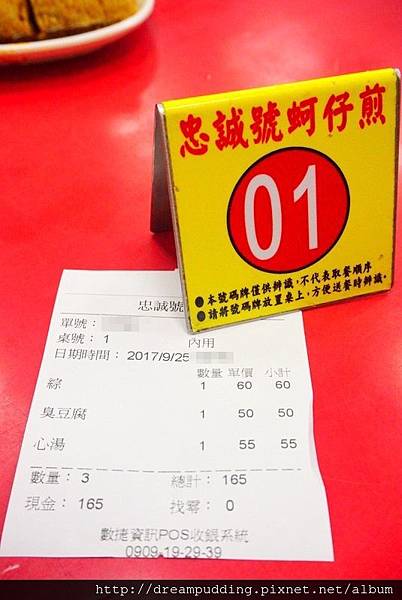 忠誠號蚵仔煎
01
●本號碼牌僅供辨識,不代表取餐順序
●請將號碼牌放置桌上,方便送餐時辨識.
忠誠號
單號：
桌號： 1 內用
日期時間： 2017/9/25
數量 單價 小計
綜 1 60 60
臭豆腐 1 50 50
心湯 1 55 55
數量： 3 總計： 165
現金： 165 找零： 0
數捷資訊POS收銀系統
0909-19-29-39
http://dreampudding.pixnet.net/album